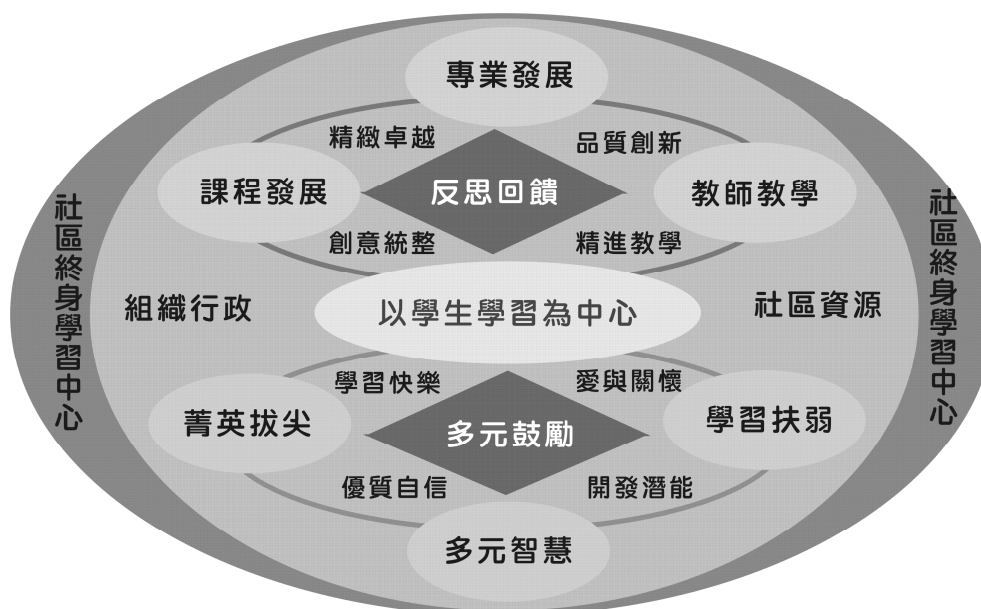 專業發展
精緻卓越
品質創新
課程發展
反思回饋
教師教學
創意統整
精進教學
社區終身學習中心
組織行政
以學生學習為中心
社區資源
社區終身學習中心
學習快樂
愛與關懷
菁英拔尖
多元鼓勵
學習扶弱
優質自信
開發潛能
多元智慧